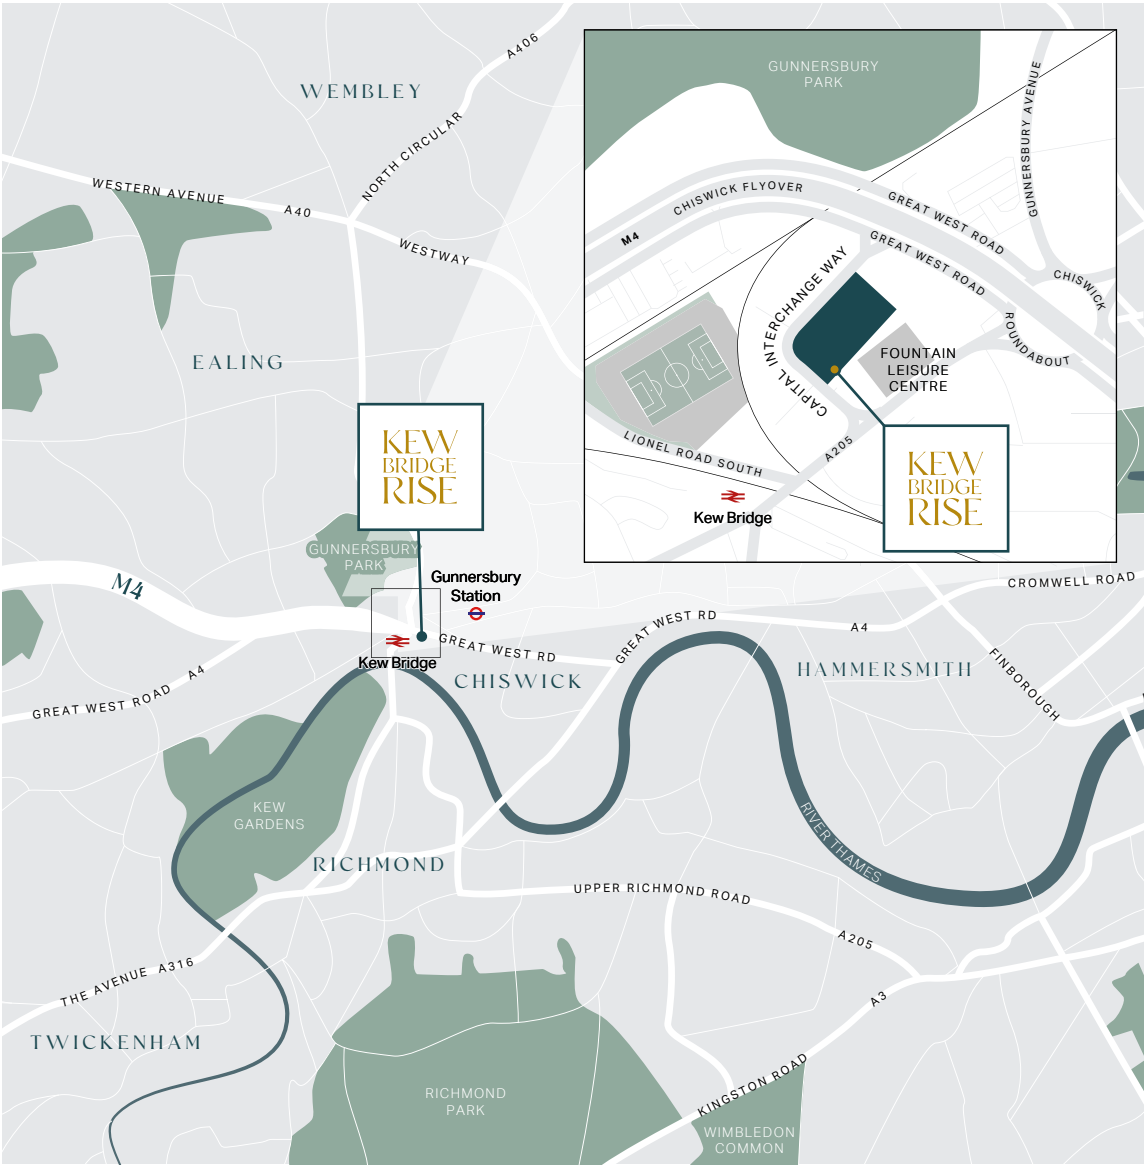 A406
WEMBLEY
NORTH CIRCULAR
WESTERN AVENUE
A40
WESTWAY
EALING
KEW
BRIDGE
RISE
GUNNERSBURY
PARK
Gunnersbury
Station
M4
Kew Bridge
GREAT WEST RD
GREAT WEST RD
A4
CROMWELL ROAD
GREAT WEST ROAD
A4
CHISWICK
HAMMERSMITH
FINBOROUGH
KEW
GARDENS
RIVER THAMES
RICHMOND
UPPER RICHMOND ROAD
A205
THE AVENUE
A316
A3
TWICKENHAM
KINGSTON ROAD
RICHMOND
PARK
WIMBLEDON
COMMON
GUNNERSBURY
PARK
GUNNERSBURY AVENUE
CHISWICK FLYOVER
M4
GREAT WEST ROAD
GREAT WEST ROAD
CHISWICK
ROUNDABOUT
CAPITAL INTERCHANGE WAY
FOUNTAIN
LEISURE
CENTRE
LIONEL ROAD SOUTH
A205
Kew Bridge
KEW
BRIDGE
RISE